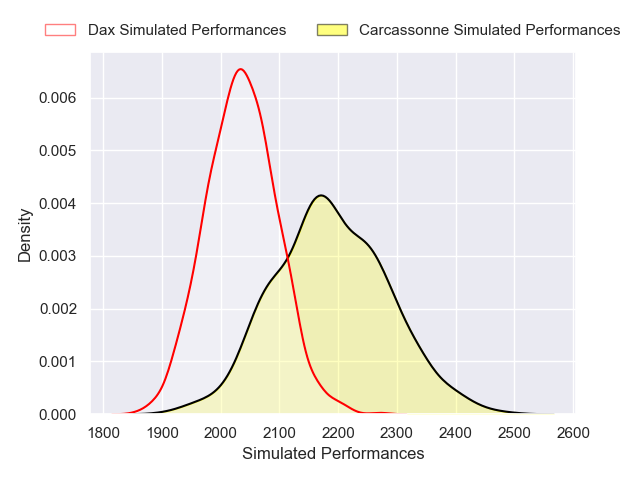 Dax Simulated Performances
Carcassonne Simulated Performances
0.006
0.005
0.004
0.003
0.002
0.001
0.000
Density
1800 1900 2000 2100 2200 2300 2400 2500 2600
Simulated Performances